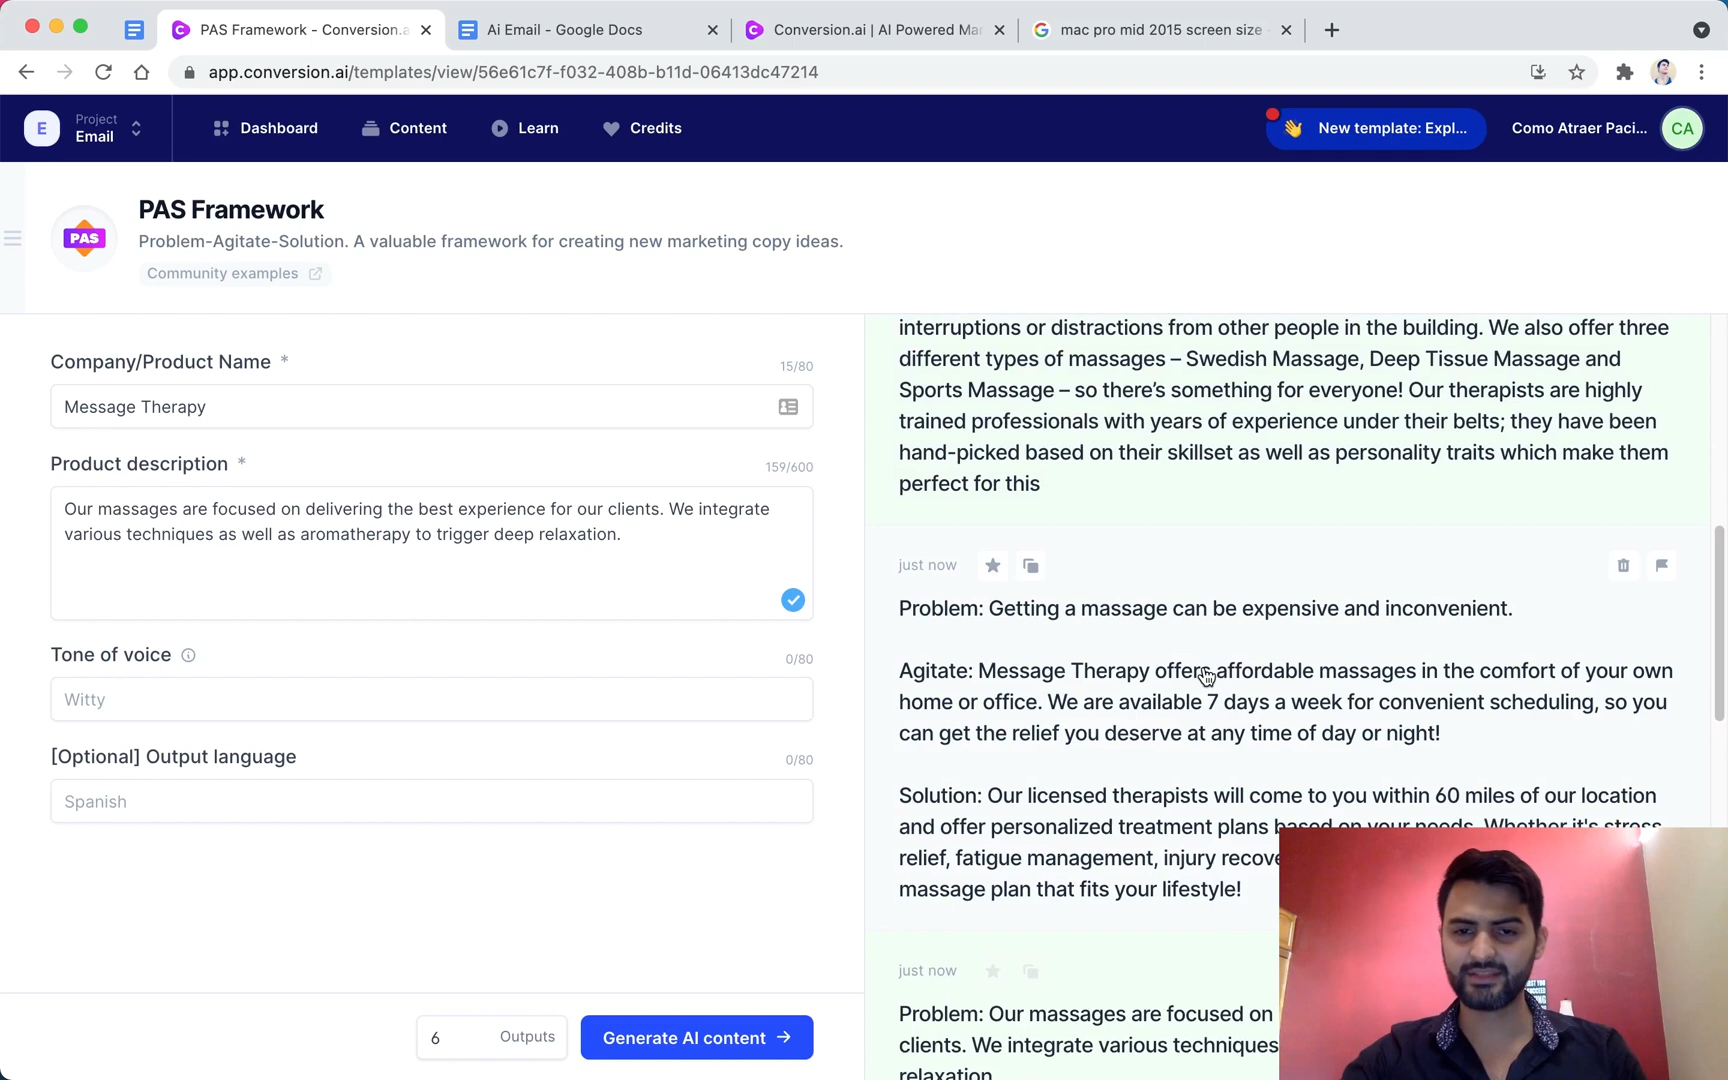 PAS Framework - Conversion.a
Ai Email - Google Docs
Conversion.ai | AI Powered Mar
mac pro mid 2015 screen size -
app.conversion.ai/templates/view/56e61c7f-f032-408b-b11d-06413dc47214
E
Project
Email
Dashboard
Content
Learn
Credits
New template: Expl...
Como Atraer Paci...
CA
PAS
PAS Framework
Problem-Agitate-Solution. A valuable framework for creating new marketing copy ideas.
Community examples
Company/Product Name *
15/80
Message Therapy
Product description *
159/600
Our massages are focused on delivering the best experience for our clients. We integrate
various techniques as well as aromatherapy to trigger deep relaxation.
Tone of voice
0/80
Witty
[Optional] Output language
0/80
Spanish
6
Outputs
Generate AI content
interruptions or distractions from other people in the building. We also offer three
different types of massages – Swedish Massage, Deep Tissue Massage and
Sports Massage – so there’s something for everyone! Our therapists are highly
trained professionals with years of experience under their belts; they have been
hand-picked based on their skillset as well as personality traits which make them
perfect for this
just now
Problem: Getting a massage can be expensive and inconvenient.
Agitate: Message Therapy offers affordable massages in the comfort of your own
home or office. We are available 7 days a week for convenient scheduling, so you
can get the relief you deserve at any time of day or night!
Solution: Our licensed therapists will come to you within 60 miles of our location
and offer personalized treatment plans based on your needs. Whether it's stress
relief, fatigue management, injury recove
massage plan that fits your lifestyle!
just now
Problem: Our massages are focused on
clients. We integrate various techniques
relaxation